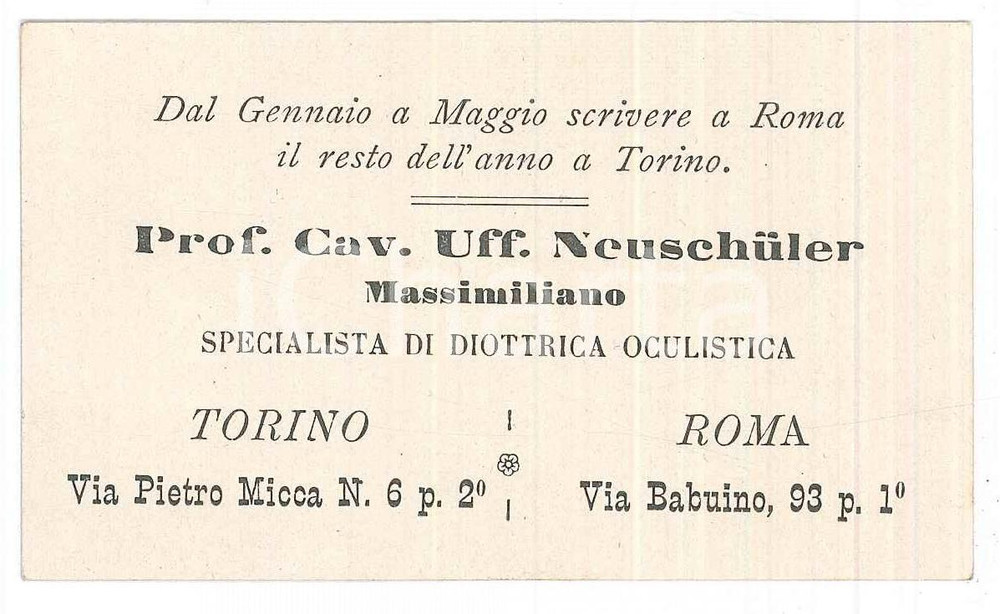 Dal Gennaio a Maggio scrivere a Roma
il resto dell'anno a Torino.
Prof. Cav. Uff. Neuschüler
Massimiliano
SPECIALISTA DI DIOTTRICA OCULISTICA
TORINO
Via Pietro Micca N. 6 p. 2º
ROMA
Via Babuino, 93 p. 1º